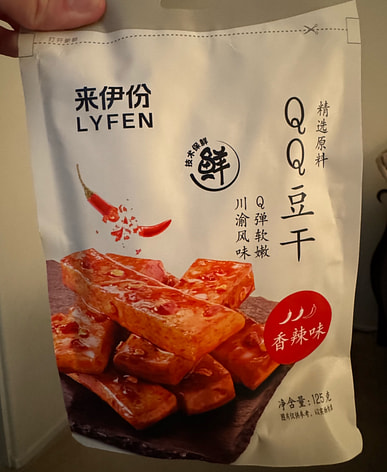 来伊份
LYFEN
技术保鲜
鲜
精选原料
QQ豆干
Q弹软嫩
川渝风味
香辣味
净含量:125克